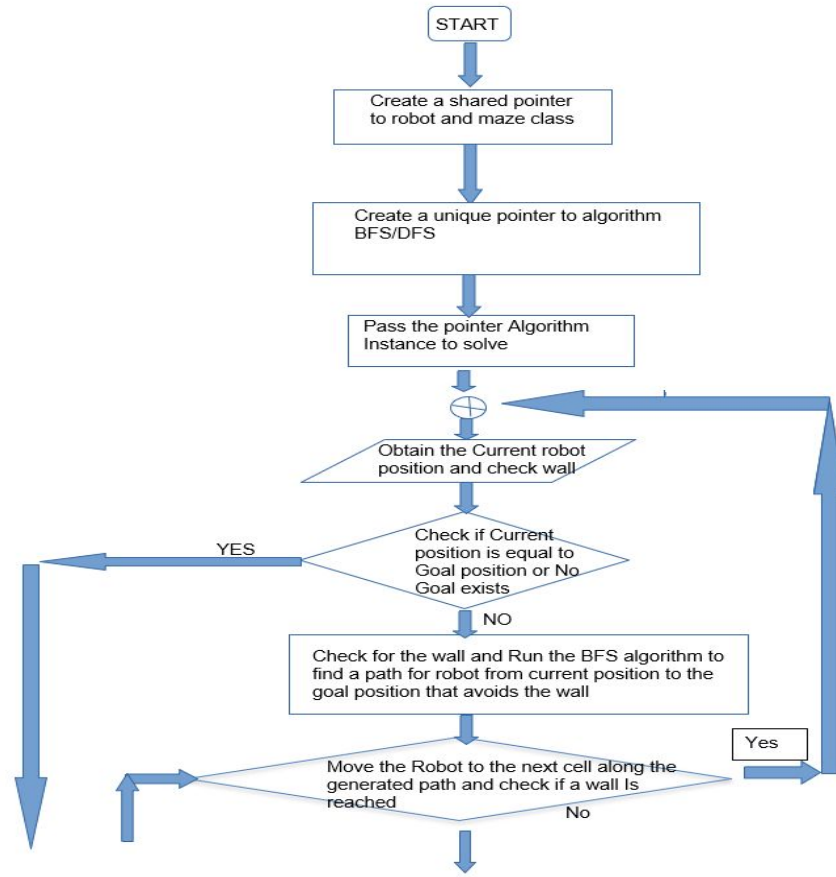 START
Create a shared pointer
to robot and maze class
Create a unique pointer to algorithm
BFS/DFS
Pass the pointer Algorithm
Instance to solve
Obtain the Current robot
position and check wall
Check if Current
position is equal to
Goal position or No
Goal exists
YES
NO
Check for the wall and Run the BFS algorithm to
find a path for robot from current position to the
goal position that avoids the wall
Yes
Move the Robot to the next cell along the
generated path and check if a wall Is
reached
No